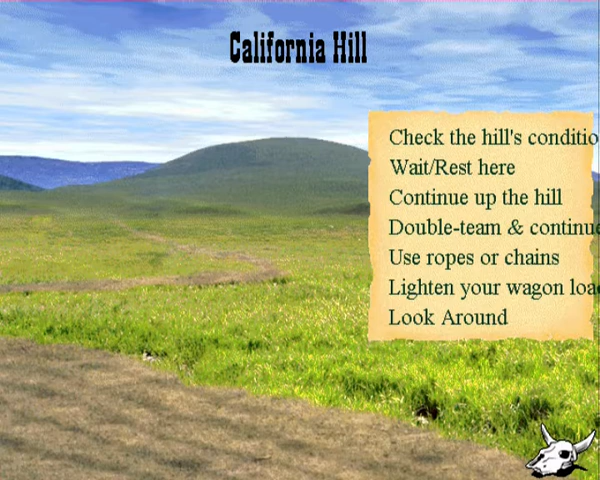 California Hill
Check the hill's conditio
Wait/Rest here
Continue up the hill
Double-team & continue
Use ropes or chains
Lighten your wagon loa
Look Around